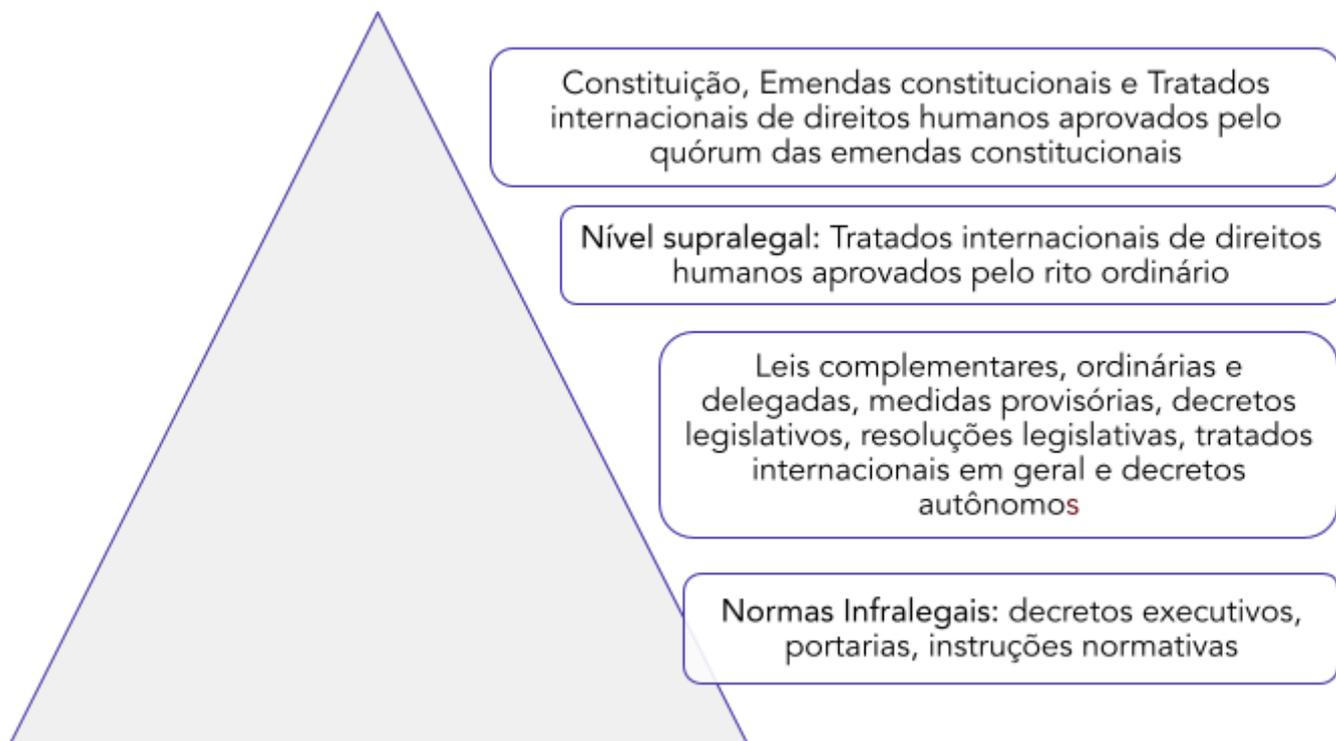 Constituição, Emendas constitucionais e Tratados
internacionais de direitos humanos aprovados pelo
quórum das emendas constitucionais
Nível supralegal: Tratados internacionais de direitos
humanos aprovados pelo rito ordinário
Leis complementares, ordinárias e
delegadas, medidas provisórias, decretos
legislativos, resoluções legislativas, tratados
internacionais em geral e decretos
autônomos
Normas Infralegais: decretos executivos,
portarias, instruções normativas